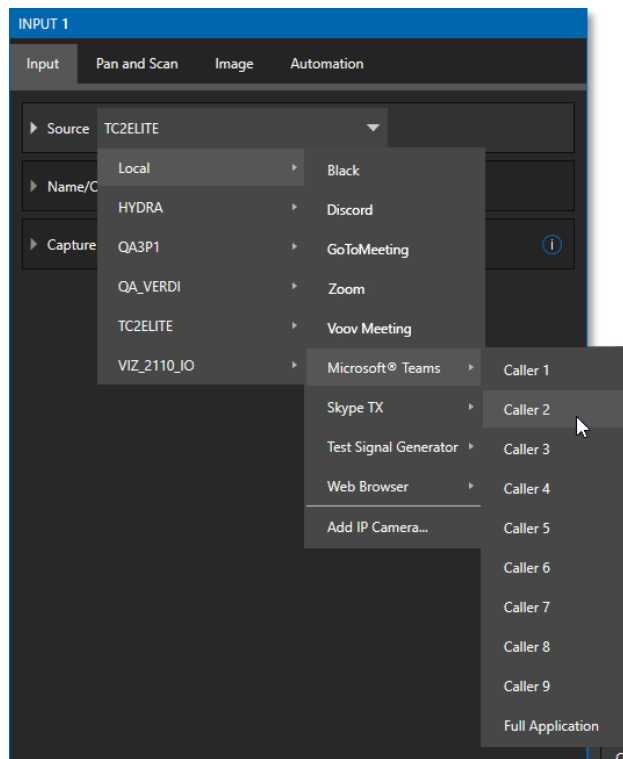 INPUT 1
Input Pan and Scan Image Automation
Source TC2ELITE
Name/C
Capture
Local
HYDRA
QA3P1
QA_VERDI
TC2ELITE
VIZ_2110_IO
Black
Discord
GoToMeeting
Zoom
Voov Meeting
Microsoft® Teams
Skype TX
Test Signal Generator
Web Browser
Add IP Camera...
Caller 1
Caller 2
Caller 3
Caller 4
Caller 5
Caller 6
Caller 7
Caller 8
Caller 9
Full Application